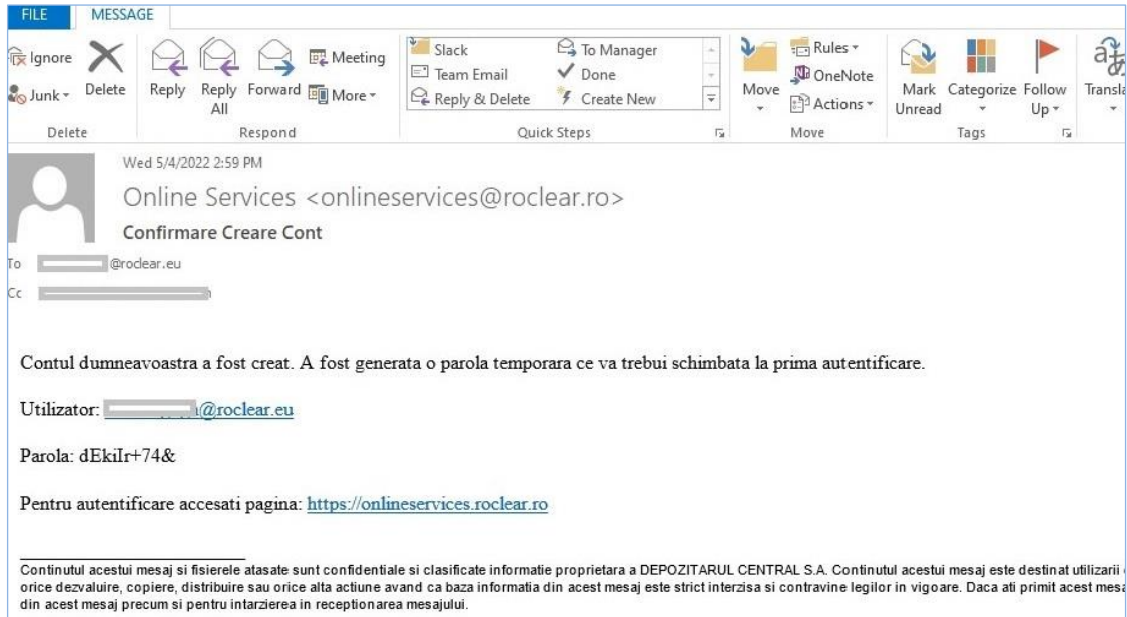 FILE MESSAGE
Ignore
Junk
Delete
Reply
Reply All
Forward
Meeting
More
Slack
Team Email
Reply & Delete
To Manager
Done
Create New
Move
Rules
OneNote
Actions
Mark Unread
Categorize
Follow Up
Delete
Respond
Quick Steps
Move
Tags
Wed 5/4/2022 2:59 PM
Online Services <onlineservices@roclear.ro>
Confirmare Creare Cont
To @roclear.eu
Cc
Contul dumneavoastra a fost creat. A fost generata o parola temporara ce va trebui schimbata la prima autentificare.
Utilizator: @roclear.eu
Parola: dEkiIr+74&
Pentru autentificare accesati pagina: https://onlineservices.roclear.ro
Continutul acestui mesaj si fisierele atasate sunt confidentiale si clasificate informatie proprietara a DEPOZITARUL CENTRAL S.A. Continutul acestui mesaj este destinat utilizarii
orice dezvaluire, copiere, distribuire sau orice alta actiune avand ca baza informatia din acest mesaj este strict interzisa si contravine legilor in vigoare. Daca ati primit acest
din acest mesaj precum si pentru intarzierea in receptionarea mesajului.